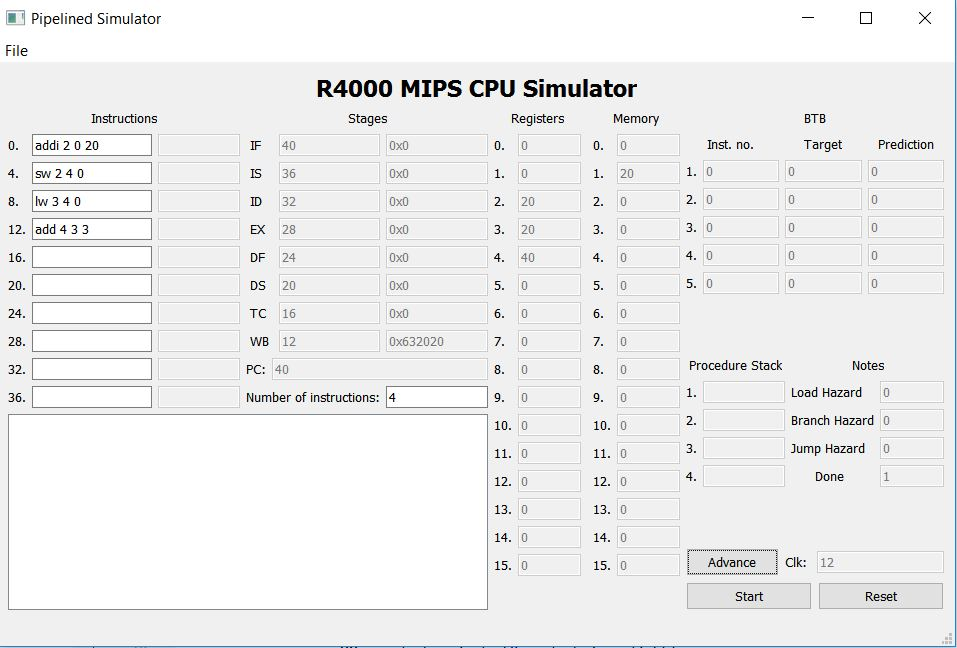 Pipelined Simulator
File
R4000 MIPS CPU Simulator
Instructions Stages Registers Memory BTB
Inst. no. Target Prediction
0. addi 2 0 20 IF 40 0x0 0. 0 0. 0
1. 0 0 0
4. sw 2 4 0 IS 36 0x0 1. 0 1. 20
2. 0 0 0
8. lw 3 4 0 ID 32 0x0 2. 20 2. 0
3. 0 0 0
12. add 4 3 3 EX 28 0x0 3. 20 3. 0
4. 0 0 0
16. DF 24 0x0 4. 40 4. 0
5. 0 0 0
20. DS 20 0x0 5. 0 5. 0
24. TC 16 0x0 6. 0 6. 0
28. WB 12 0x632020 7. 0 7. 0
32. PC: 40 8. 0 8. 0
Procedure Stack Notes
36. Number of instructions: 4 9. 0 9. 0
1. Load Hazard 0
10. 0 10. 0
2. Branch Hazard 0
11. 0 11. 0
3. Jump Hazard 0
12. 0 12. 0
4. Done 1
13. 0 13. 0
14. 0 14. 0
15. 0 15. 0
Advance Clk: 12
Start Reset